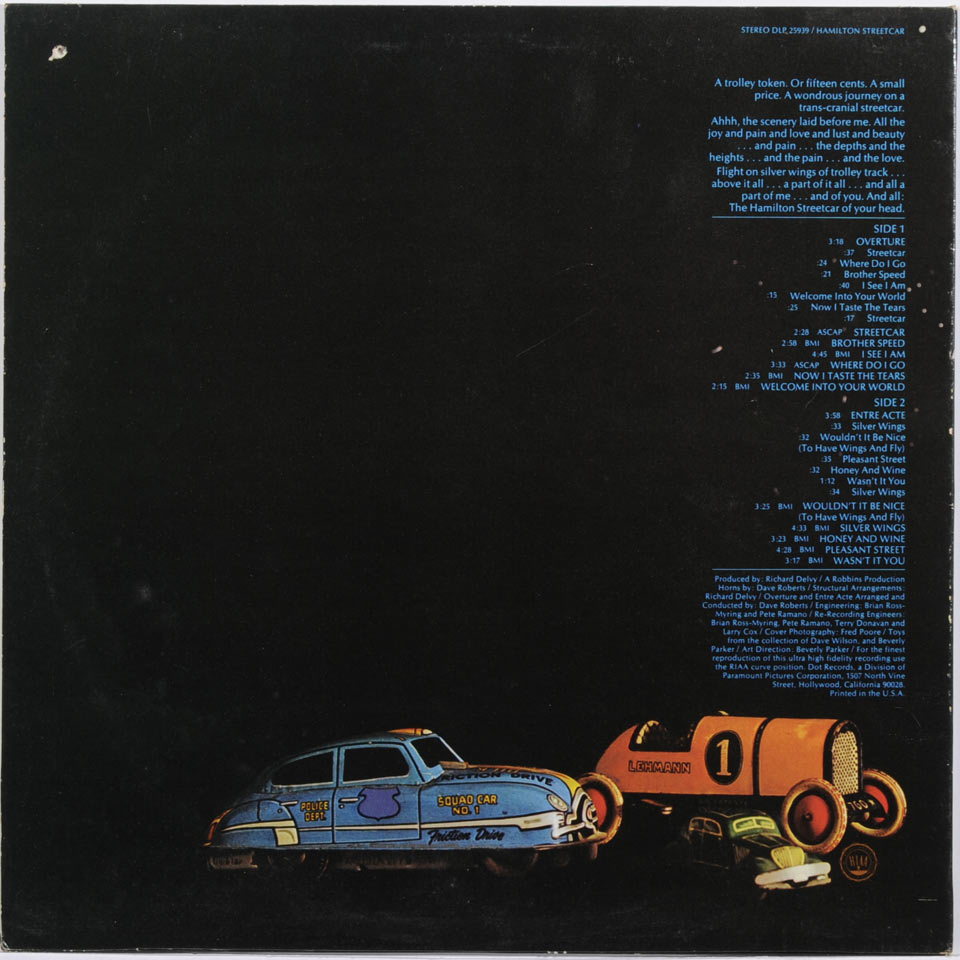 STEREO DLP 25939 / HAMILTON STREETCAR
A trolley token. Or fifteen cents. A small
price. A wondrous journey on a
trans-cranial streetcar.
Ahhh, the scenery laid before me. All the
joy and pain and love and lust and beauty
. . . and pain . . . the depths and the
heights . . . and the pain . . . and the love.
Flight on silver wings of trolley track . . .
above it all . . . a part of it all . . . and all a
part of me . . . and of you. And all:
The Hamilton Streetcar of your head.
SIDE 1
3:18 OVERTURE
:37 Streetcar
:24 Where Do I Go
:21 Brother Speed
:40 I See I Am
:15 Welcome Into Your World
:25 Now I Taste The Tears
:17 Streetcar
2:28 ASCAP STREETCAR
2:58 BMI BROTHER SPEED
4:45 BMI I SEE I AM
3:33 ASCAP WHERE DO I GO
2:35 BMI NOW I TASTE THE TEARS
2:15 BMI WELCOME INTO YOUR WORLD
SIDE 2
3:58 ENTRE ACTE
:33 Silver Wings
:32 Wouldn't It Be Nice
(To Have Wings And Fly)
:35 Pleasant Street
:32 Honey And Wine
1:12 Wasn't It You
:34 Silver Wings
3:25 BMI WOULDN'T IT BE NICE
(To Have Wings And Fly)
4:33 BMI SILVER WINGS
3:23 BMI HONEY AND WINE
4:28 BMI PLEASANT STREET
3:17 BMI WASN'T IT YOU
Produced by: Richard Delvy / A Robbins Production
Horns by: Dave Roberts / Structural Arrangements:
Richard Delvy / Overture and Entre Acte Arranged and
Conducted by: Dave Roberts / Engineering: Brian Ross-
Myring and Pete Ramano / Re-Recording Engineers:
Brian Ross-Myring, Pete Ramano, Terry Donavan and
Larry Cox / Cover Photography: Fred Poore / Toys
from the collection of Dave Wilson, and Beverly
Parker / Art Direction: Beverly Parker / For the finest
reproduction of this ultra high fidelity recording use
the RIAA curve position. Dot Records, a Division of
Paramount Pictures Corporation, 1507 North Vine
Street, Hollywood, California 90028.
Printed in the U.S.A.
FRICTION DRIVE
POLICE
DEPT.
SQUAD CAR
NO. 1
Friction Drive
LEHMANN
1
RIAA